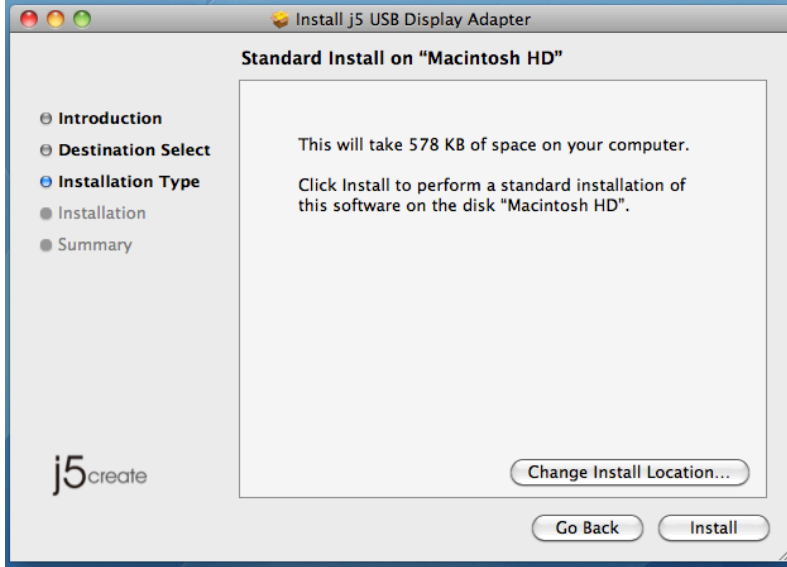 Install j5 USB Display Adapter
Standard Install on “Macintosh HD”
Introduction
Destination Select
Installation Type
Installation
Summary
This will take 578 KB of space on your computer.
Click Install to perform a standard installation of
this software on the disk “Macintosh HD”.
j5create
Change Install Location...
Go Back
Install